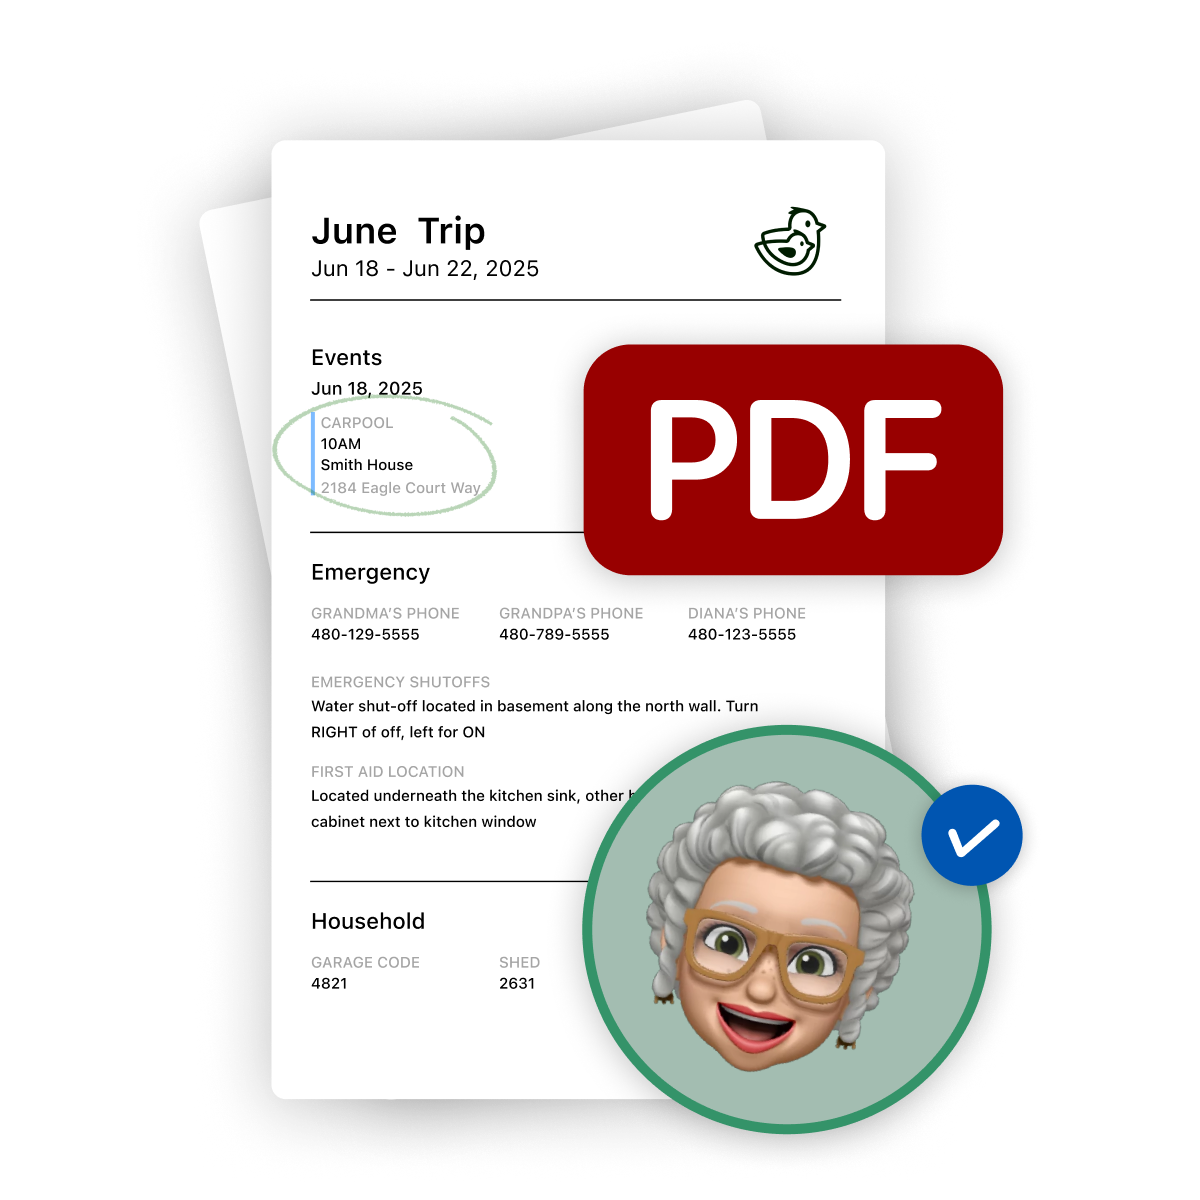 June Trip
Jun 18 - Jun 22, 2025
Events
Jun 18, 2025
CARPOOL
10AM
Smith House
2184 Eagle Court Way
PDF
Emergency
GRANDMA'S PHONE GRANDPA'S PHONE DIANA'S PHONE
480-129-5555 480-789-5555 480-123-5555
EMERGENCY SHUTOFFS
Water shut-off located in basement along the north wall. Turn
RIGHT of off, left for ON
FIRST AID LOCATION
Located underneath the kitchen sink, other
cabinet next to kitchen window
Household
GARAGE CODE SHED
4821 2631